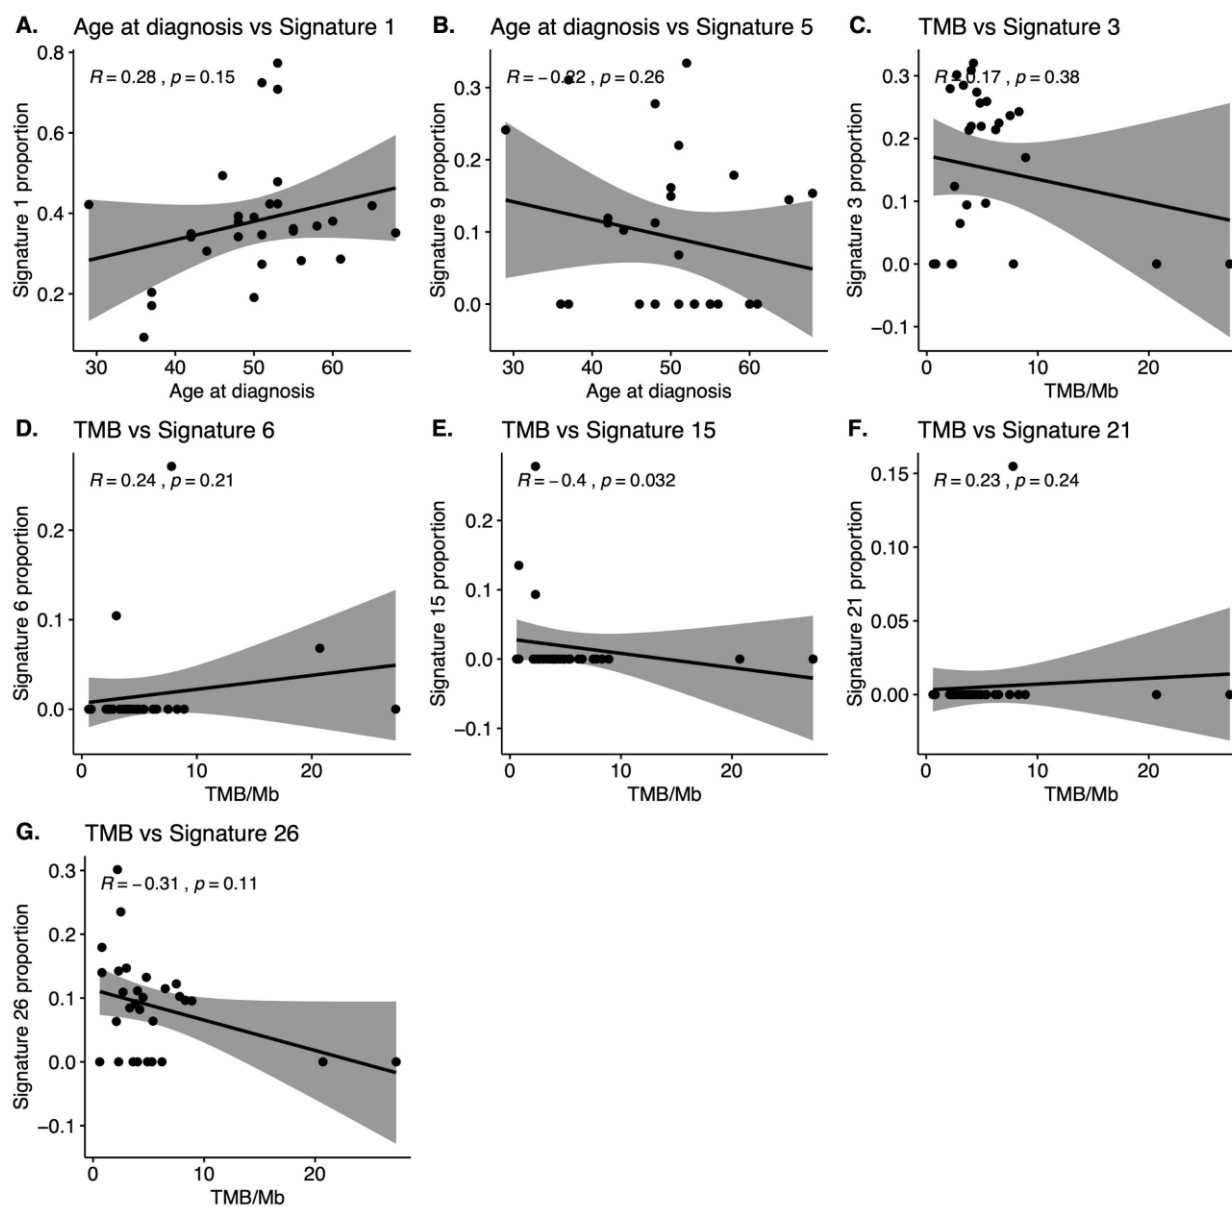 A. Age at diagnosis vs Signature 1
R = 0.28 , p = 0.15
Signature 1 proportion
0.8
0.6
0.4
0.2
30 40 50 60
Age at diagnosis
B. Age at diagnosis vs Signature 5
R = −0.22 , p = 0.26
Signature 9 proportion
0.3
0.2
0.1
0.0
30 40 50 60
Age at diagnosis
C. TMB vs Signature 3
p = 0.38
Signature 3 proportion
0.3
0.2
0.1
0.0
−0.1
0 10 20
TMB/Mb
D. TMB vs Signature 6
R = 0.24 , p = 0.21
Signature 6 proportion
0.2
0.1
0.0
0 10 20
TMB/Mb
E. TMB vs Signature 15
R = −0.4 , p = 0.032
Signature 15 proportion
0.2
0.1
0.0
−0.1
0 10 20
TMB/Mb
F. TMB vs Signature 21
R = 0.23 , p = 0.24
Signature 21 proportion
0.15
0.10
0.05
0.00
0 10 20
TMB/Mb
G. TMB vs Signature 26
R = −0.31 , p = 0.11
Signature 26 proportion
0.3
0.2
0.1
0.0
−0.1
0 10 20
TMB/Mb